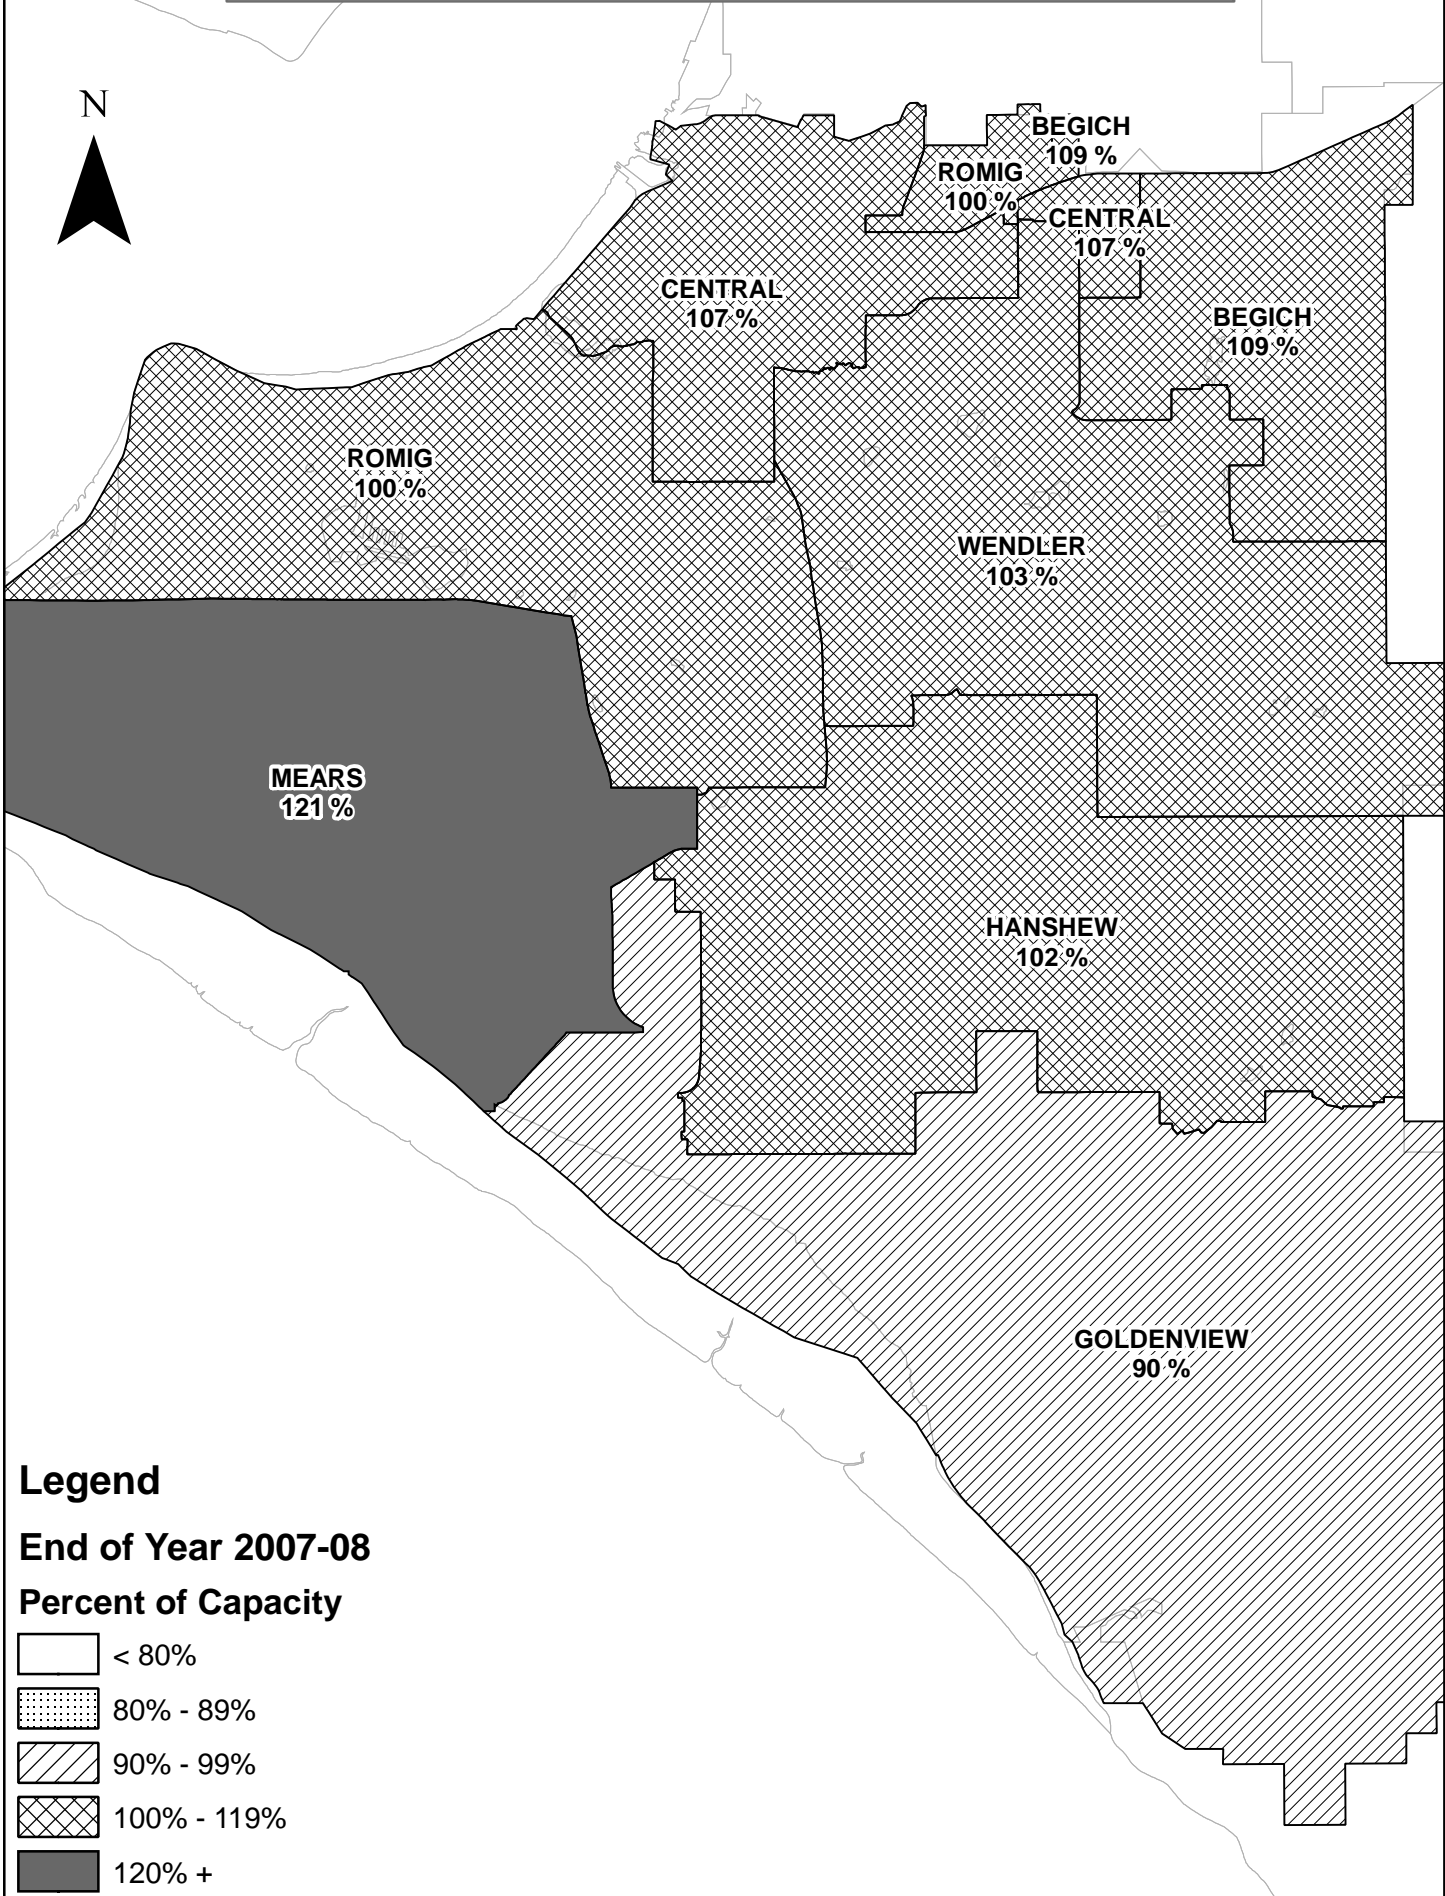 N
BEGICH
109 %
ROMIG
100 %
CENTRAL
107 %
CENTRAL
107 %
BEGICH
109 %
ROMIG
100 %
WENDLER
103 %
MEARS
121 %
HANSHEW
102 %
GOLDENVIEW
90 %
Legend
End of Year 2007-08
Percent of Capacity
< 80%
80% - 89%
90% - 99%
100% - 119%
120% +